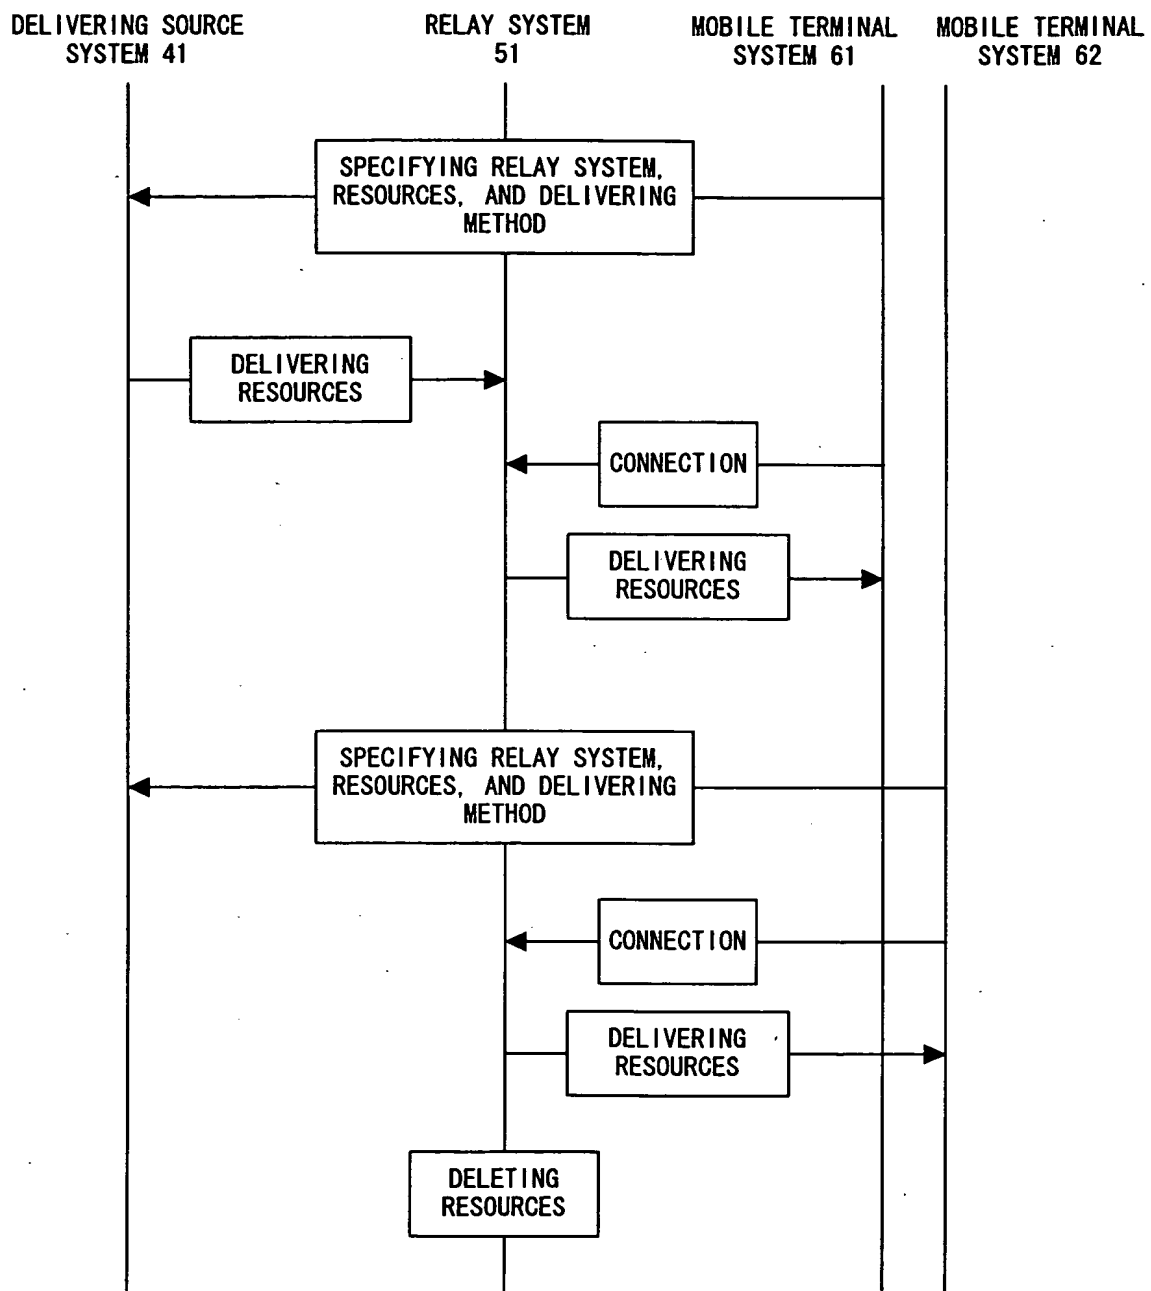 DELIVERING SOURCE
SYSTEM 41
RELAY SYSTEM
51
MOBILE TERMINAL
SYSTEM 61
MOBILE TERMINAL
SYSTEM 62
SPECIFYING RELAY SYSTEM,
RESOURCES, AND DELIVERING
METHOD
DELIVERING
RESOURCES
CONNECTION
DELIVERING
RESOURCES
SPECIFYING RELAY SYSTEM,
RESOURCES, AND DELIVERING
METHOD
CONNECTION
DELIVERING
RESOURCES
DELETING
RESOURCES